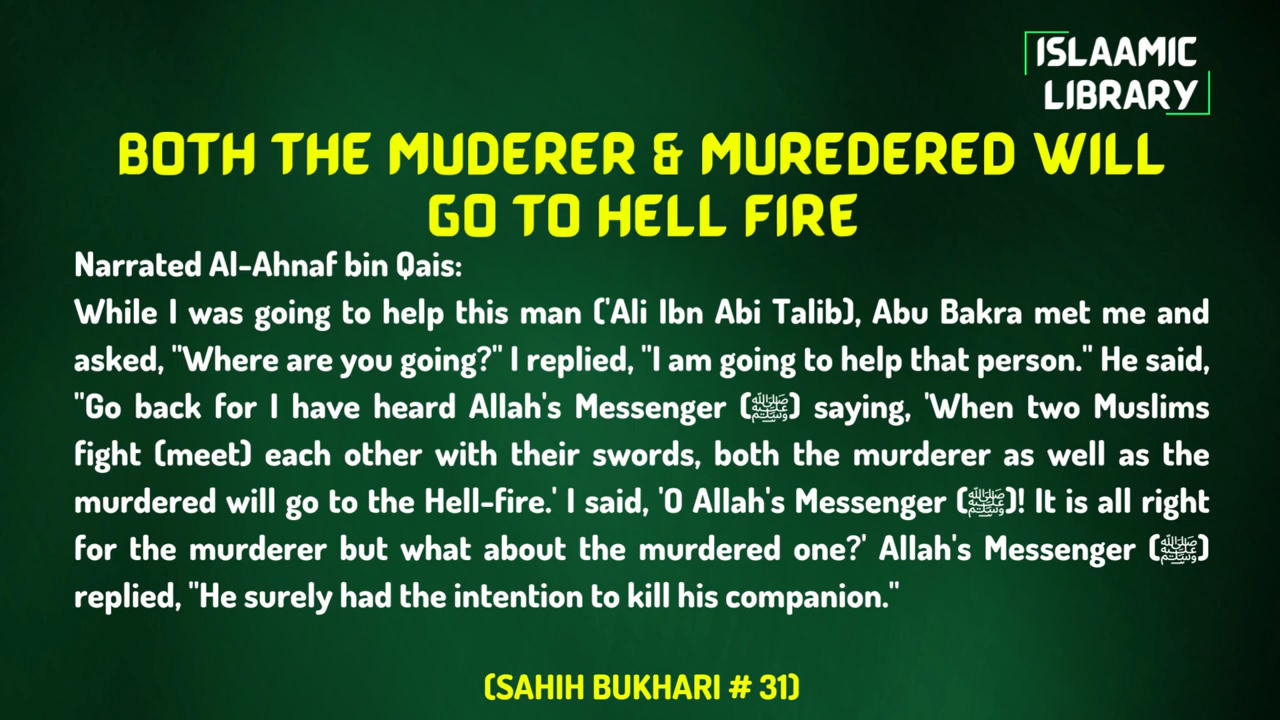 ISLAAMIC
LIBRARY
BOTH THE MUDERER & MUREDERED WILL
GO TO HELL FIRE
Narrated Al-Ahnaf bin Qais:
While I was going to help this man ('Ali Ibn Abi Talib), Abu Bakra met me and
asked, "Where are you going?" I replied, "I am going to help that person." He said,
"Go back for I have heard Allah's Messenger (ﷺ) saying, 'When two Muslims
fight (meet) each other with their swords, both the murderer as well as the
murdered will go to the Hell-fire.' I said, 'O Allah's Messenger (ﷺ)! It is all right
for the murderer but what about the murdered one?' Allah's Messenger (ﷺ)
replied, "He surely had the intention to kill his companion."
(SAHIH BUKHARI # 31)